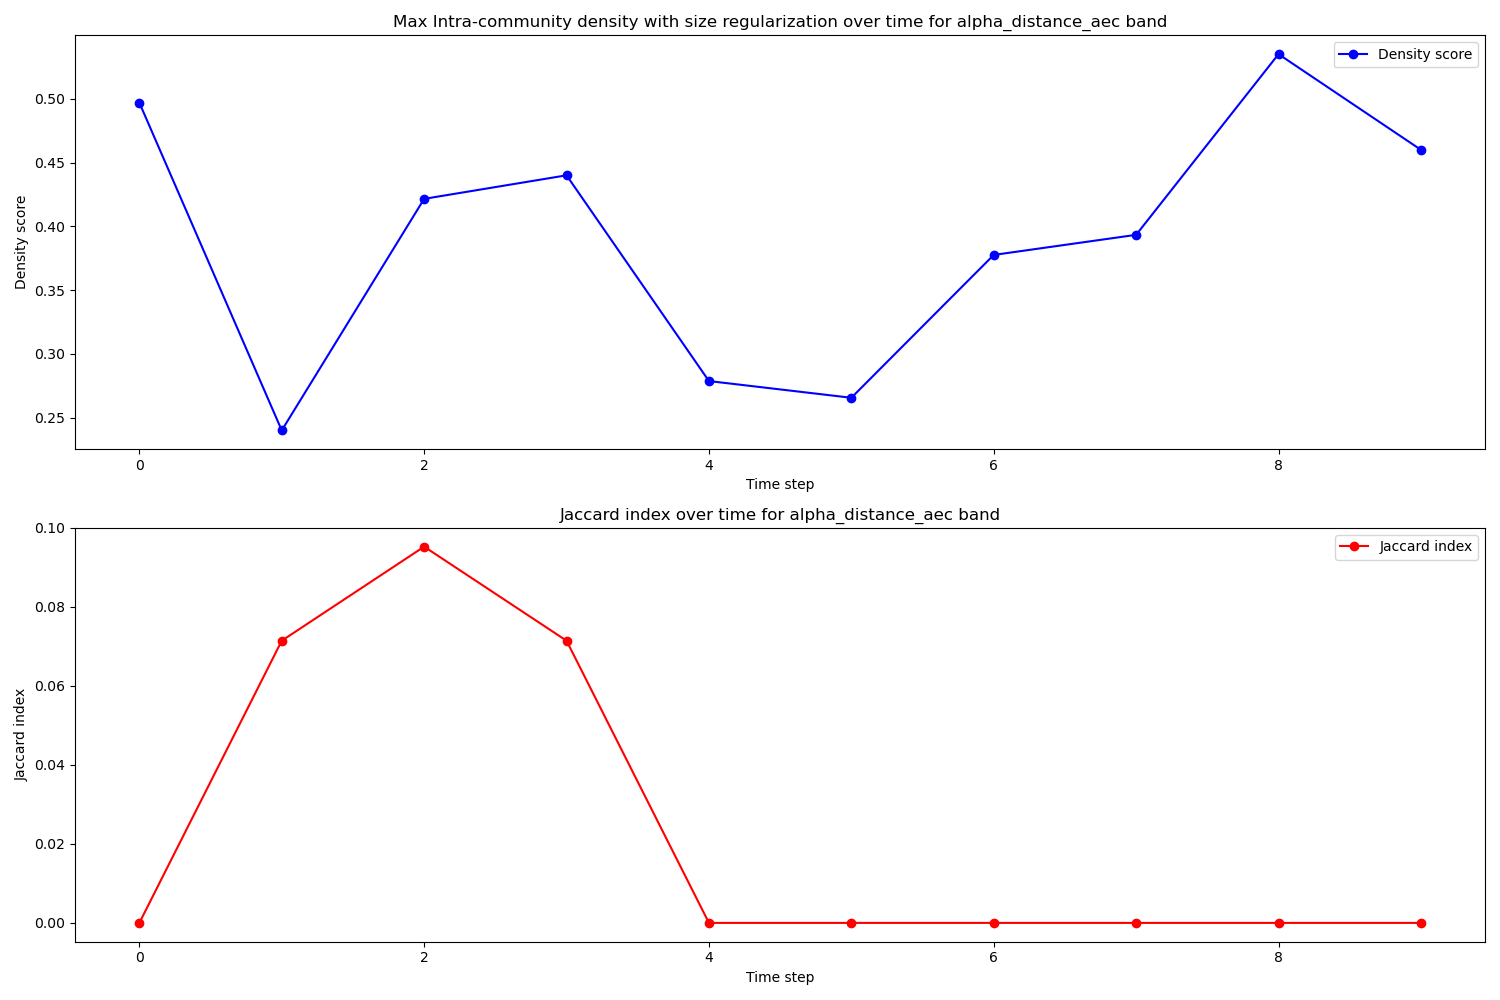 Max Intra-community density with size regularization over time for alpha_distance_aec band
Density score
0.50
0.45
0.40
0.35
0.30
0.25
Density score
0 2 4 6 8
Time step
Jaccard index over time for alpha_distance_aec band
Jaccard index
0.10
0.08
0.06
0.04
0.02
0.00
Jaccard index
0 2 4 6 8
Time step